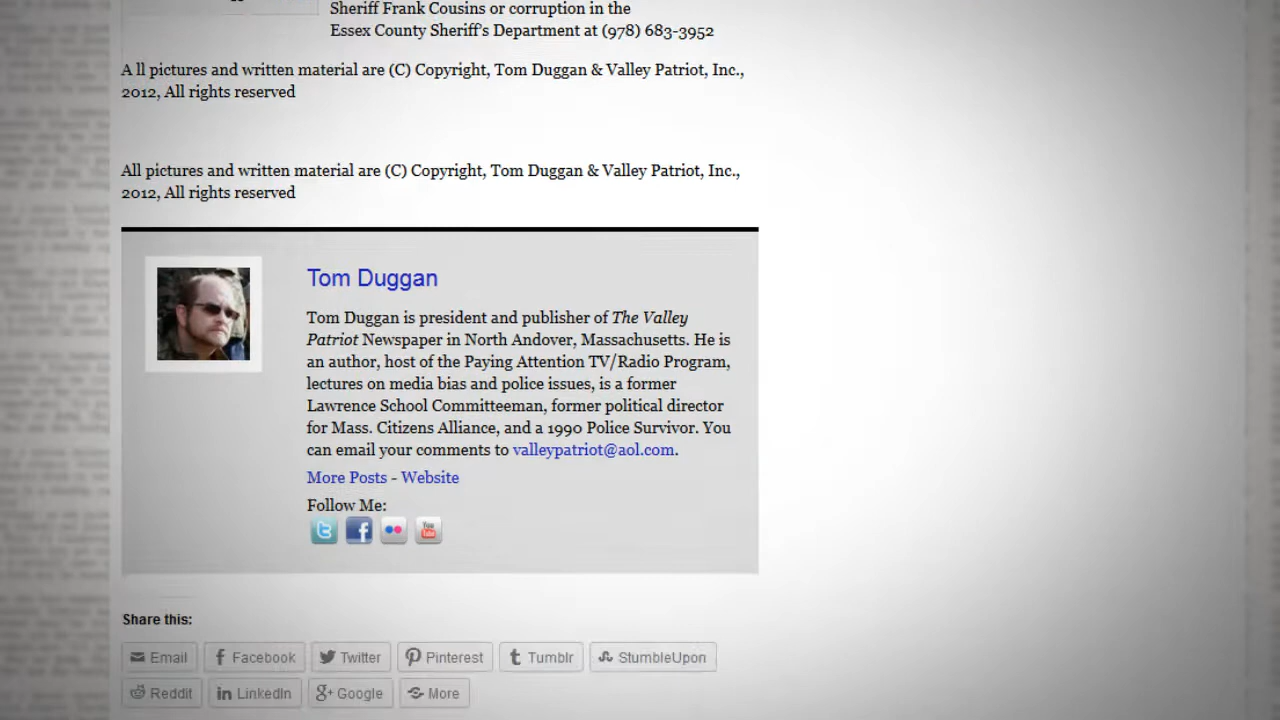 Sheriff Frank Cousins or corruption in the
Essex County Sheriff's Department at (978) 683-3952
A ll pictures and written material are (C) Copyright, Tom Duggan & Valley Patriot, Inc.,
2012, All rights reserved
All pictures and written material are (C) Copyright, Tom Duggan & Valley Patriot, Inc.,
2012, All rights reserved
Tom Duggan
Tom Duggan is president and publisher of The Valley
Patriot Newspaper in North Andover, Massachusetts. He is
an author, host of the Paying Attention TV/Radio Program,
lectures on media bias and police issues, is a former
Lawrence School Committeeman, former political director
for Mass. Citizens Alliance, and a 1990 Police Survivor. You
can email your comments to valleypatriot@aol.com.
More Posts - Website
Follow Me:
You Tube
Share this:
Email Facebook Twitter Pinterest Tumblr StumbleUpon
Reddit LinkedIn Google More